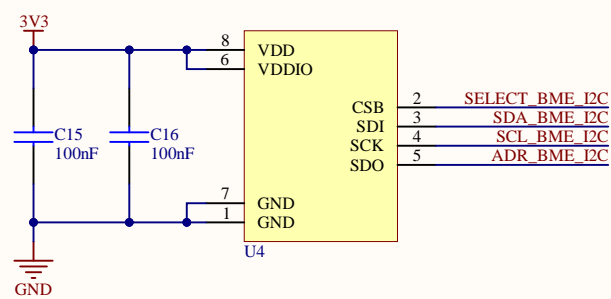 3V3
8 VDD
6 VDDIO
CSB 2 SELECT_BME_I2C
SDI 3 SDA_BME_I2C
SCK 4 SCL_BME_I2C
SDO 5 ADR_BME_I2C
C15
100nF
C16
100nF
7 GND
1 GND
U4
GND